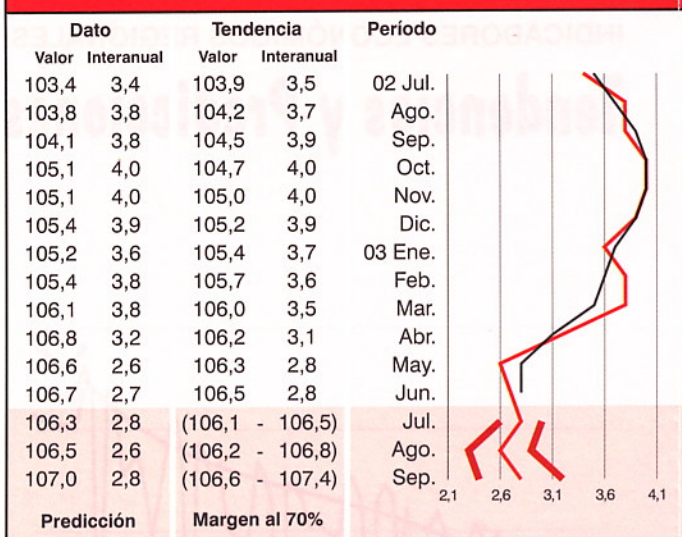 Dato Tendencia Período
Valor Interanual Valor Interanual
103,4 3,4 103,9 3,5 02 Jul.
103,8 3,8 104,2 3,7 Ago.
104,1 3,8 104,5 3,9 Sep.
105,1 4,0 104,7 4,0 Oct.
105,1 4,0 105,0 4,0 Nov.
105,4 3,9 105,2 3,9 Dic.
105,2 3,6 105,4 3,7 03 Ene.
105,4 3,8 105,7 3,6 Feb.
106,1 3,8 106,0 3,5 Mar.
106,8 3,2 106,2 3,1 Abr.
106,6 2,6 106,3 2,8 May.
106,7 2,7 106,5 2,8 Jun.
106,3 2,8 (106,1 - 106,5) Jul.
106,5 2,6 (106,2 - 106,8) Ago.
107,0 2,8 (106,6 - 107,4) Sep.
2,1 2,6 3,1 3,6 4,1
Predicción Margen al 70%
INDICADORES ECONÓMICOS REGIONALES
Tendencias y Predicciones